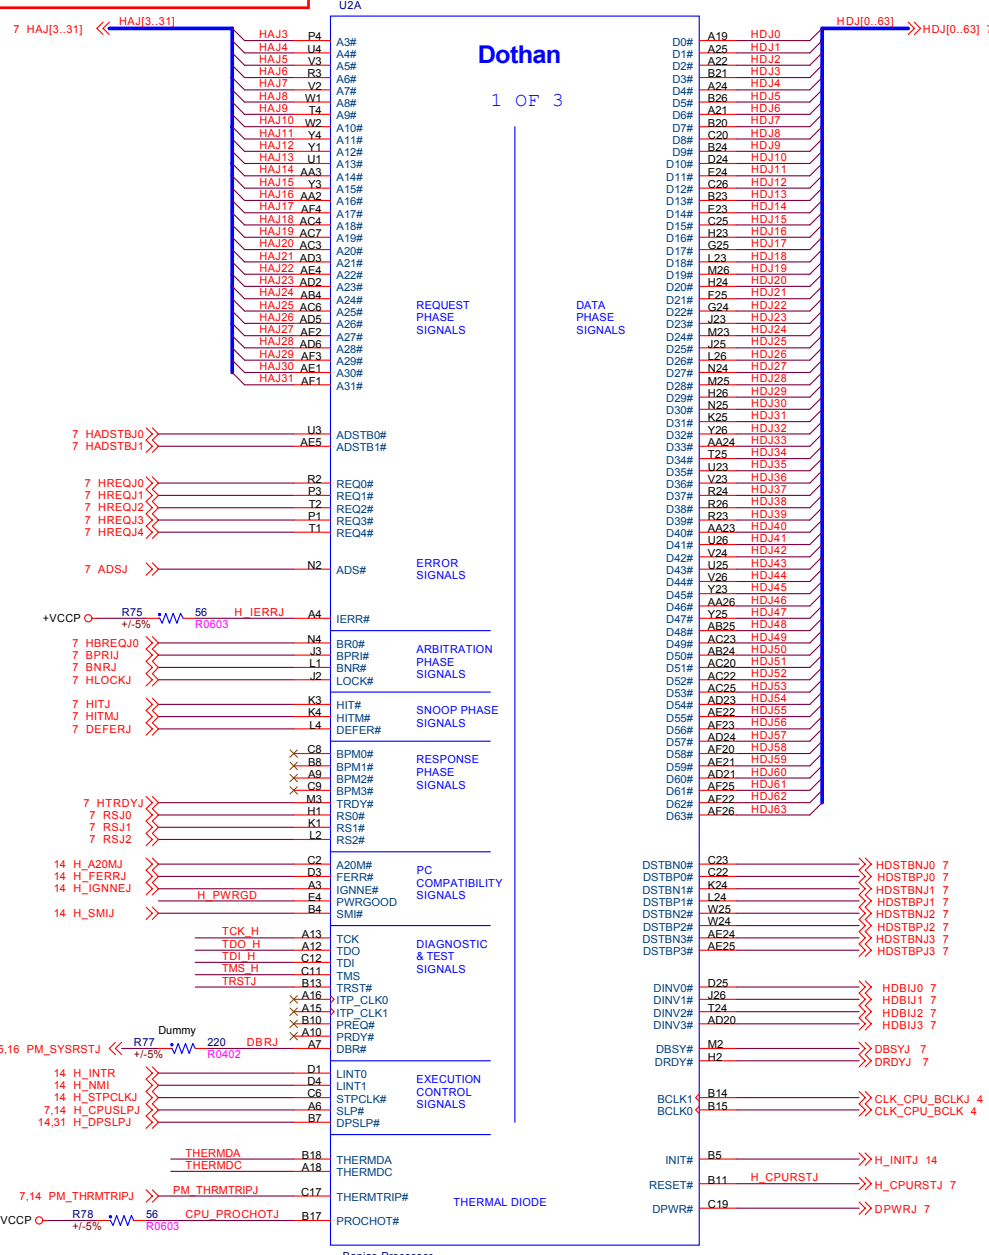 U2A
Dothan
1 OF 3
7 HAJ[3..31] HAJ[3..31]
HDJ[0..63] HDJ[0..63] 7
HAJ3 P4 A3#
HAJ4 U4 A4#
HAJ5 V3 A5#
HAJ6 R3 A6#
HAJ7 V2 A7#
HAJ8 W1 A8#
HAJ9 T4 A9#
HAJ10 W2 A10#
HAJ11 Y4 A11#
HAJ12 Y1 A12#
HAJ13 U1 A13#
HAJ14 AA3 A14#
HAJ15 Y3 A15#
HAJ16 AA2 A16#
HAJ17 AF4 A17#
HAJ18 AC4 A18#
HAJ19 AC7 A19#
HAJ20 AC3 A20#
HAJ21 AD3 A21#
HAJ22 AE4 A22#
HAJ23 AD2 A23#
HAJ24 AB4 A24#
HAJ25 AC6 A25#
HAJ26 AD5 A26#
HAJ27 AE2 A27#
HAJ28 AD6 A28#
HAJ29 AF3 A29#
HAJ30 AE1 A30#
HAJ31 AF1 A31#
REQUEST
PHASE
SIGNALS
7 HADSTBJ0 U3 ADSTB0#
7 HADSTBJ1 AE5 ADSTB1#
7 HREQJ0 R2 REQ0#
7 HREQJ1 P3 REQ1#
7 HREQJ2 T2 REQ2#
7 HREQJ3 P1 REQ3#
7 HREQJ4 T1 REQ4#
7 ADSJ N2 ADS#
ERROR
SIGNALS
+VCCP R75 56 H_IERRJ A4 IERR#
+/-5% R0603
7 HBREQJ0 N4 BR0#
7 BPRIJ J3 BPRI#
7 BNRJ L1 BNR#
7 HLOCKJ J2 LOCK#
ARBITRATION
PHASE
SIGNALS
7 HITJ K3 HIT#
7 HITMJ K4 HITM#
7 DEFERJ L4 DEFER#
SNOOP PHASE
SIGNALS
C8 BPM0#
B8 BPM1#
A9 BPM2#
C9 BPM3#
7 HTRDYJ M3 TRDY#
7 RSJ0 H1 RS0#
7 RSJ1 K1 RS1#
7 RSJ2 L2 RS2#
RESPONSE
PHASE
SIGNALS
14 H_A20MJ C2 A20M#
14 H_FERRJ D3 FERR#
14 H_IGNNEJ A3 IGNNE#
H_PWRGD E4 PWRGOOD
14 H_SMIJ B4 SMI#
PC
COMPATIBILITY
SIGNALS
TCK_H A13 TCK
TDO_H A12 TDO
TDI_H C12 TDI
TMS_H C11 TMS
TRSTJ B13 TRST#
A16 ITP_CLK0
A15 ITP_CLK1
B10 PREQ#
A10 PRDY#
DIAGNOSTIC
& TEST
SIGNALS
Dummy
5,16 PM_SYSRSTJ R77 220 DBRJ A7 DBR#
+/-5% R0402
14 H_INTR D1 LINT0
14 H_NMI D4 LINT1
14 H_STPCLKJ C6 STPCLK#
7,14 H_CPUSLPJ A6 SLP#
14,31 H_DPSLPJ B7 DPSLP#
EXECUTION
CONTROL
SIGNALS
THERMDA B18 THERMDA
THERMDC A18 THERMDC
7,14 PM_THRMTRIPJ PM_THRMTRIPJ C17 THERMTRIP#
THERMAL DIODE
VCCP R78 56 CPU_PROCHOTJ B17 PROCHOT#
+/-5% R0603
DATA
PHASE
SIGNALS
D0# A19 HDJ0
D1# A25 HDJ1
D2# A22 HDJ2
D3# B21 HDJ3
D4# A24 HDJ4
D5# B26 HDJ5
D6# A21 HDJ6
D7# B20 HDJ7
D8# C20 HDJ8
D9# B24 HDJ9
D10# D24 HDJ10
D11# E24 HDJ11
D12# C26 HDJ12
D13# B23 HDJ13
D14# E23 HDJ14
D15# C25 HDJ15
D16# H23 HDJ16
D17# G25 HDJ17
D18# L23 HDJ18
D19# M26 HDJ19
D20# H24 HDJ20
D21# F25 HDJ21
D22# G24 HDJ22
D23# J23 HDJ23
D24# M23 HDJ24
D25# J25 HDJ25
D26# L26 HDJ26
D27# N24 HDJ27
D28# M25 HDJ28
D29# H26 HDJ29
D30# N25 HDJ30
D31# K25 HDJ31
D32# Y26 HDJ32
D33# AA24 HDJ33
D34# T25 HDJ34
D35# U23 HDJ35
D36# V23 HDJ36
D37# R24 HDJ37
D38# R26 HDJ38
D39# R23 HDJ39
D40# AA23 HDJ40
D41# U26 HDJ41
D42# V24 HDJ42
D43# U25 HDJ43
D44# V26 HDJ44
D45# Y23 HDJ45
D46# AA26 HDJ46
D47# Y25 HDJ47
D48# AB25 HDJ48
D49# AC23 HDJ49
D50# AB24 HDJ50
D51# AC20 HDJ51
D52# AC22 HDJ52
D53# AC25 HDJ53
D54# AD23 HDJ54
D55# AE22 HDJ55
D56# AF23 HDJ56
D57# AD24 HDJ57
D58# AF20 HDJ58
D59# AE21 HDJ59
D60# AD21 HDJ60
D61# AF25 HDJ61
D62# AF22 HDJ62
D63# AF26 HDJ63
DSTBN0# C23 HDSTBNJ0 7
DSTBP0# C22 HDSTBPJ0 7
DSTBN1# K24 HDSTBNJ1 7
DSTBP1# L24 HDSTBPJ1 7
DSTBN2# W25 HDSTBNJ2 7
DSTBP2# W24 HDSTBPJ2 7
DSTBN3# AE24 HDSTBNJ3 7
DSTBP3# AE25 HDSTBPJ3 7
DINV0# D25 HDBIJ0 7
DINV1# J26 HDBIJ1 7
DINV2# T24 HDBIJ2 7
DINV3# AD20 HDBIJ3 7
DBSY# M2 DBSYJ 7
DRDY# H2 DRDYJ 7
BCLK1 B14 CLK_CPU_BCLKJ 4
BCLK0 B15 CLK_CPU_BCLK 4
INIT# B5 H_INITJ 14
RESET# B11 H_CPURSTJ H_CPURSTJ 7
DPWR# C19 DPWRJ 7